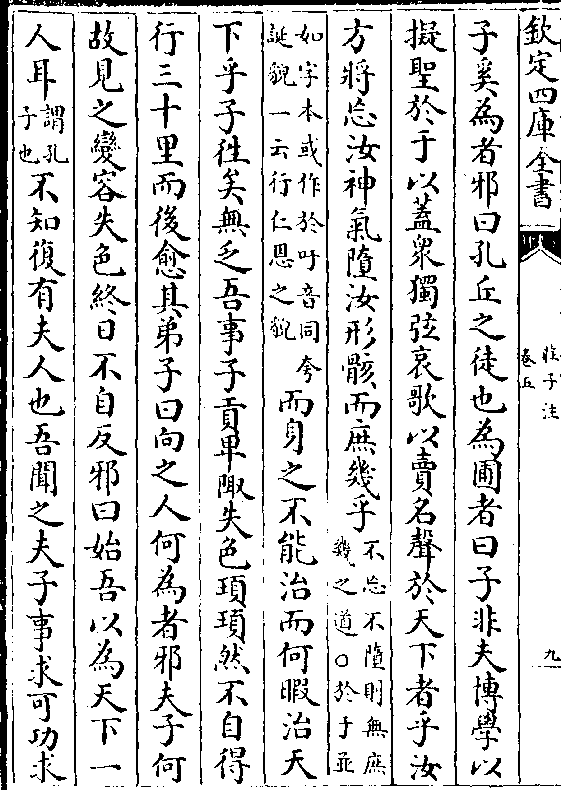 欽定四庫全書
莊子注
卷五
九
子奚為者邪曰孔丘之徒也為圃者曰子非夫博學以
擬聖於于以蓋衆獨弦哀歌以賣名聲於天下者乎汝
方將忘汝神氣墮汝形骸而庶幾乎
不忘不墮則無庶
幾之道○於于並
如字本或作於吁音同夸
誕貌一云行仁恩之貌
而身之不能治而何暇治天
下乎子徃矣無乏吾事子貢卑陬失色頊頊然不自得
行三十里而後愈其弟子曰向之人何為者邪夫子何
故見之變容失色終日不自反邪曰始吾以為天下一
人耳
謂孔
子也
不知復有夫人也吾聞之夫子事求可功求